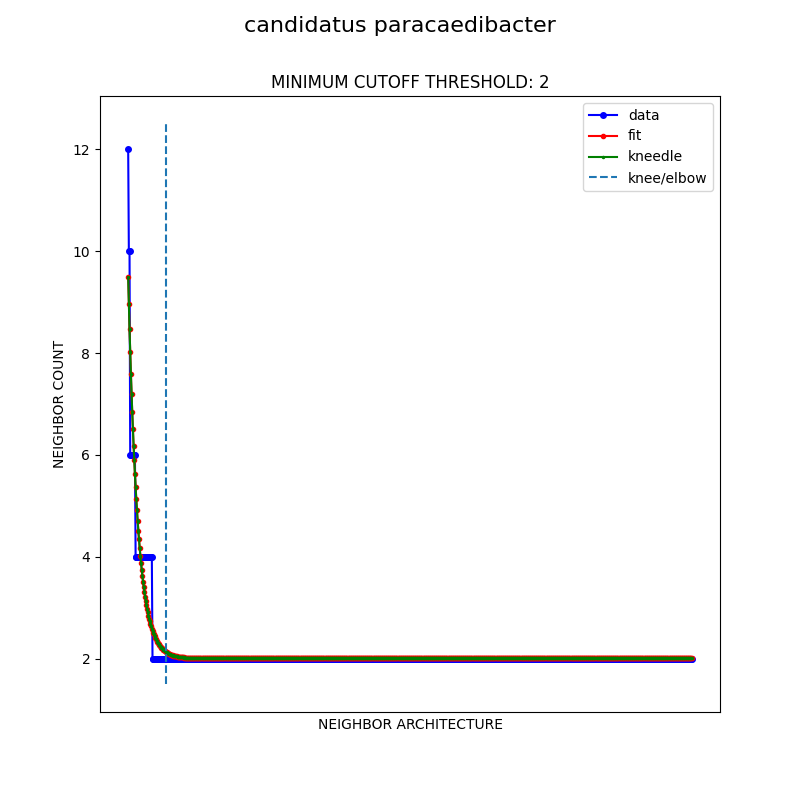 candidatus paracaedibacter
MINIMUM CUTOFF THRESHOLD: 2
data
fit
kneedle
knee/elbow
12
10
8
6
4
2
NEIGHBOR COUNT
NEIGHBOR ARCHITECTURE